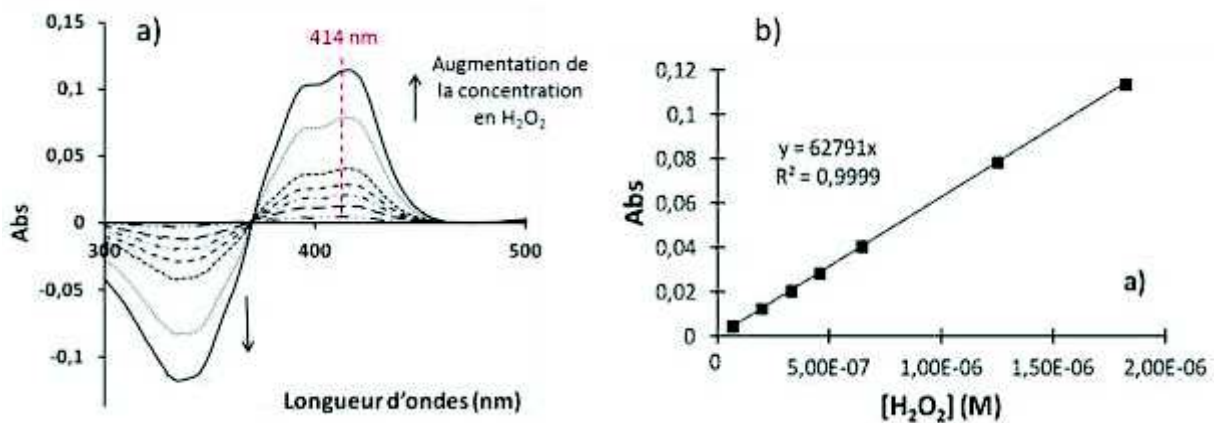 a)
0,15
0,1
0,05
0
-0,05
-0,1
Abs
300
400
500
414 nm
Augmentation de
la concentration
en H₂O₂
Longueur d'ondes (nm)
b)
0,12
0,1
0,08
0,06
0,04
0,02
0
Abs
y = 62791x
R² = 0,9999
a)
0
5,00E-07
1,00E-06
1,50E-06
2,00E-06
[H₂O₂] (M)